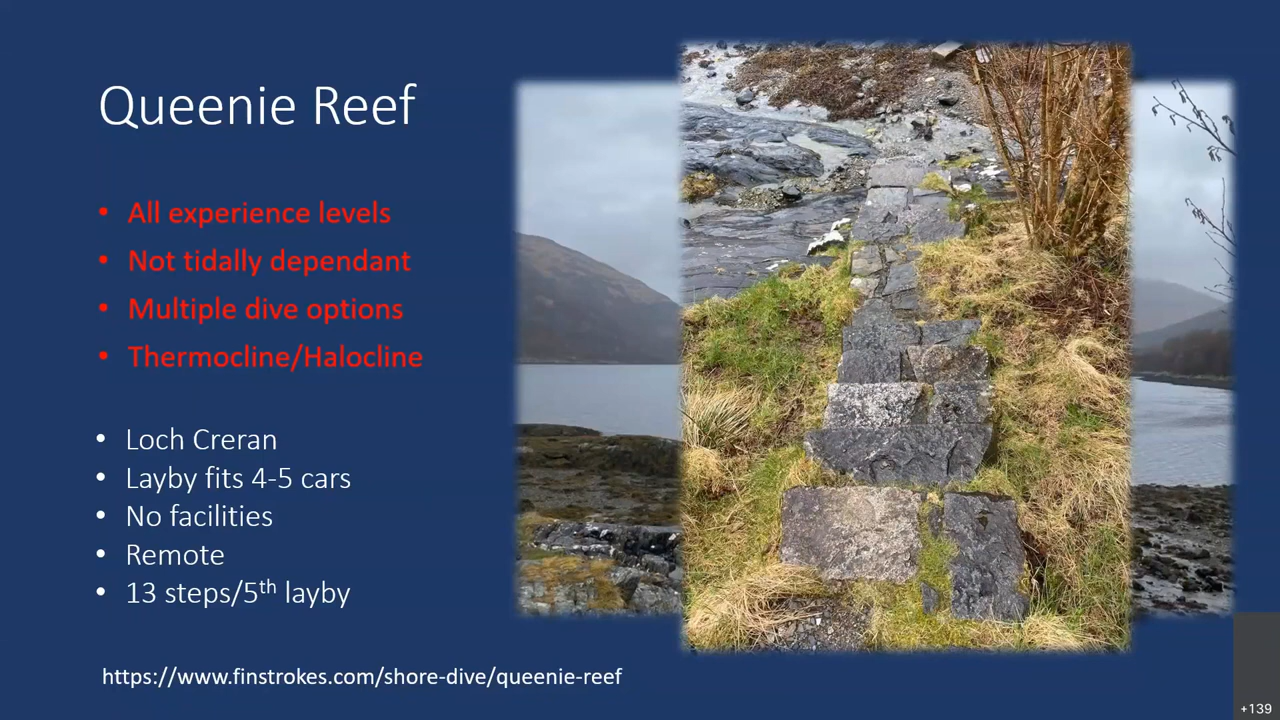 Queenie Reef
• All experience levels
• Not tidally dependant
• Multiple dive options
• Thermocline/Halocline
• Loch Creran
• Layby fits 4-5 cars
• No facilities
• Remote
• 13 steps/5th layby
https://www.finstrokes.com/shore-dive/queenie-reef
+139